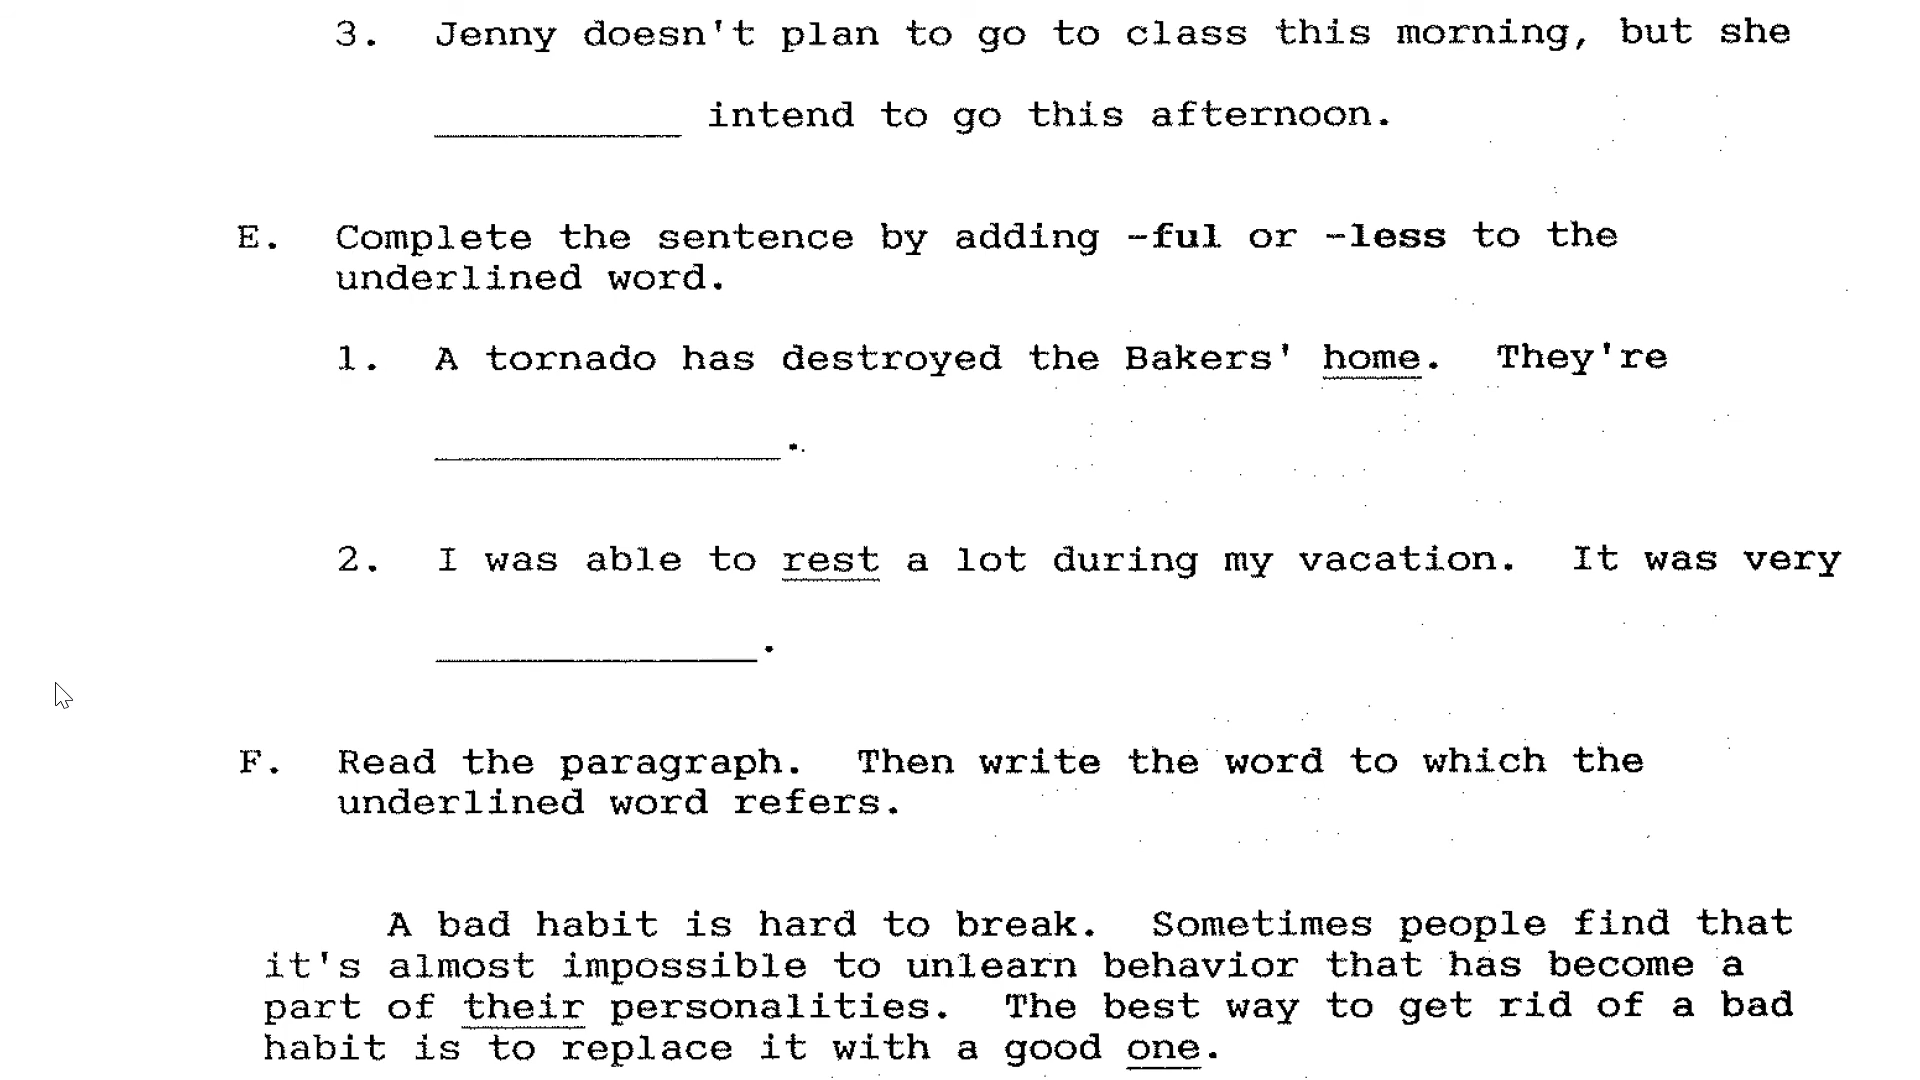 3. Jenny doesn't plan to go to class this morning, but she
__________ intend to go this afternoon.
E. Complete the sentence by adding -ful or -less to the
underlined word.
1. A tornado has destroyed the Bakers' home. They're
______________.
2. I was able to rest a lot during my vacation. It was very
_____________.
F. Read the paragraph. Then write the word to which the
underlined word refers.
A bad habit is hard to break. Sometimes people find that
it's almost impossible to unlearn behavior that has become a
part of their personalities. The best way to get rid of a bad
habit is to replace it with a good one.